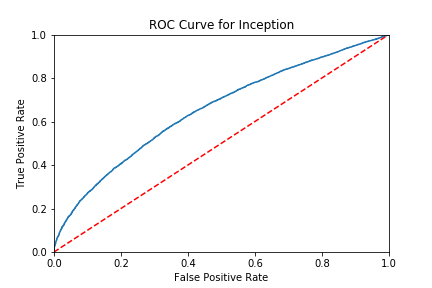 ROC Curve for Inception
1.0
0.8
0.6
0.4
0.2
0.0
True Positive Rate
0.0 0.2 0.4 0.6 0.8 1.0
False Positive Rate